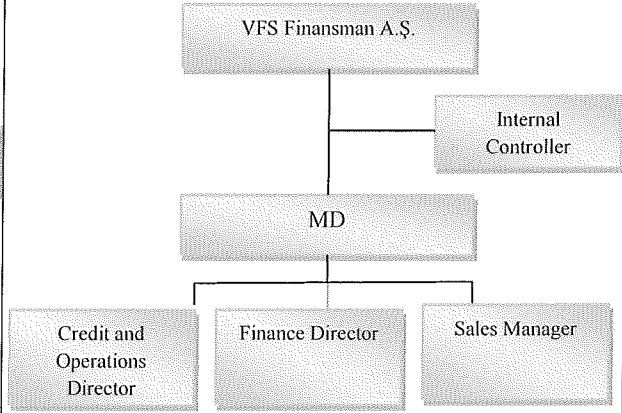 VFS Finansman A.Ş.
Internal
Controller
MD
Credit and
Operations
Director
Finance Director
Sales Manager